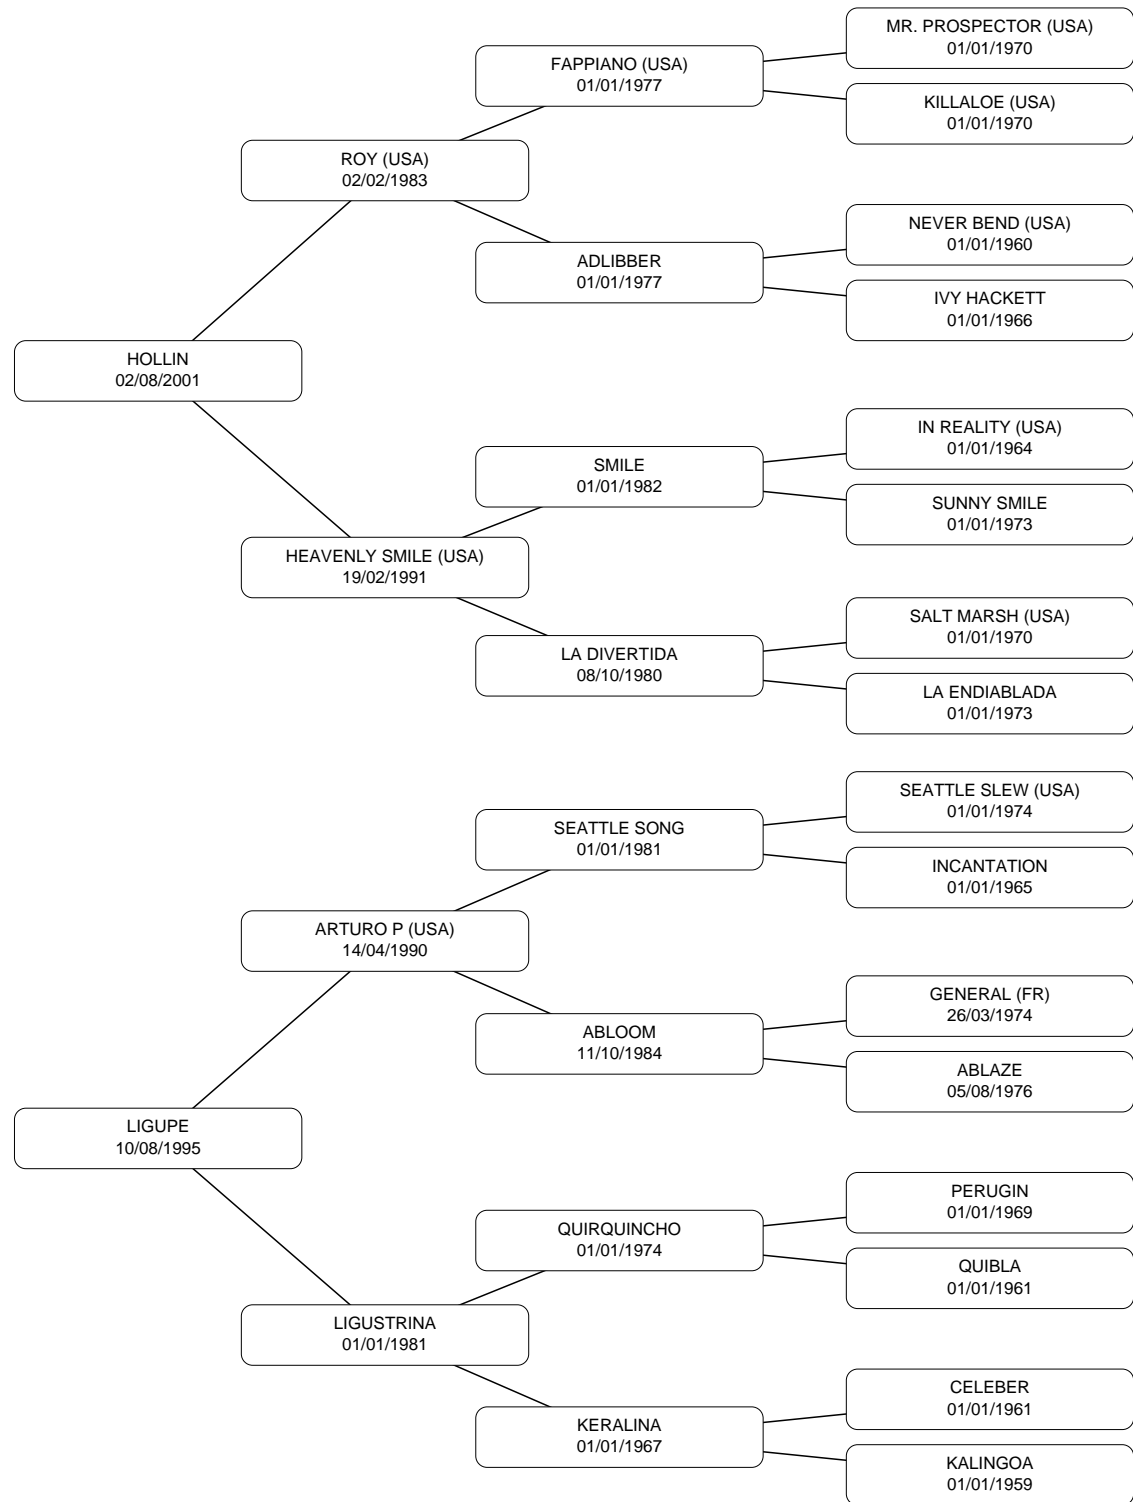 MR. PROSPECTOR (USA)
01/01/1970
FAPPIANO (USA)
01/01/1977
KILLALOE (USA)
01/01/1970
ROY (USA)
02/02/1983
NEVER BEND (USA)
01/01/1960
ADLIBBER
01/01/1977
IVY HACKETT
01/01/1966
HOLLIN
02/08/2001
IN REALITY (USA)
01/01/1964
SMILE
01/01/1982
SUNNY SMILE
01/01/1973
HEAVENLY SMILE (USA)
19/02/1991
SALT MARSH (USA)
01/01/1970
LA DIVERTIDA
08/10/1980
LA ENDIABLADA
01/01/1973
SEATTLE SLEW (USA)
01/01/1974
SEATTLE SONG
01/01/1981
INCANTATION
01/01/1965
ARTURO P (USA)
14/04/1990
GENERAL (FR)
26/03/1974
ABLOOM
11/10/1984
ABLAZE
05/08/1976
LIGUPE
10/08/1995
PERUGIN
01/01/1969
QUIRQUINCHO
01/01/1974
QUIBLA
01/01/1961
LIGUSTRINA
01/01/1981
CELEBER
01/01/1961
KERALINA
01/01/1967
KALINGOA
01/01/1959